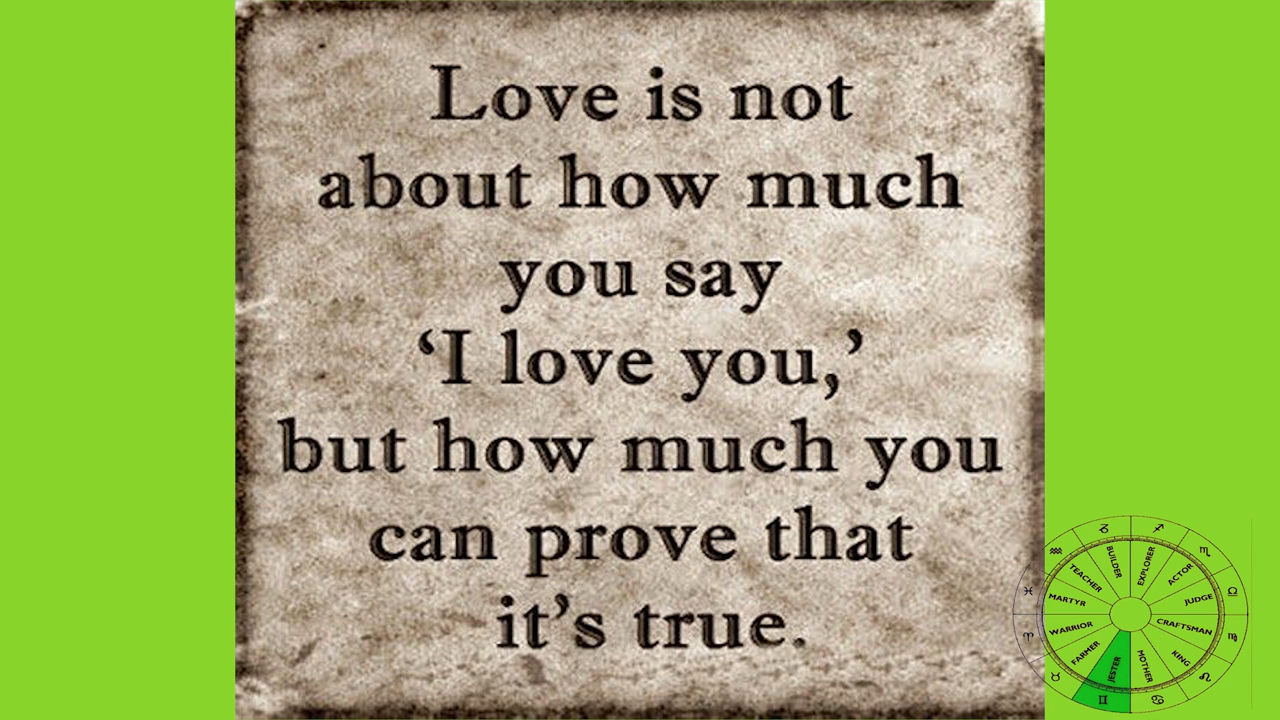 Love is not
about how much
you say
‘I love you,’
but how much you
can prove that
it’s true.
BUILDER
EXPLORER
ACTOR
JUDGE
CRAFTSMAN
KING
MOTHER
JESTER
FARMER
WARRIOR
MARTYR
TEACHER